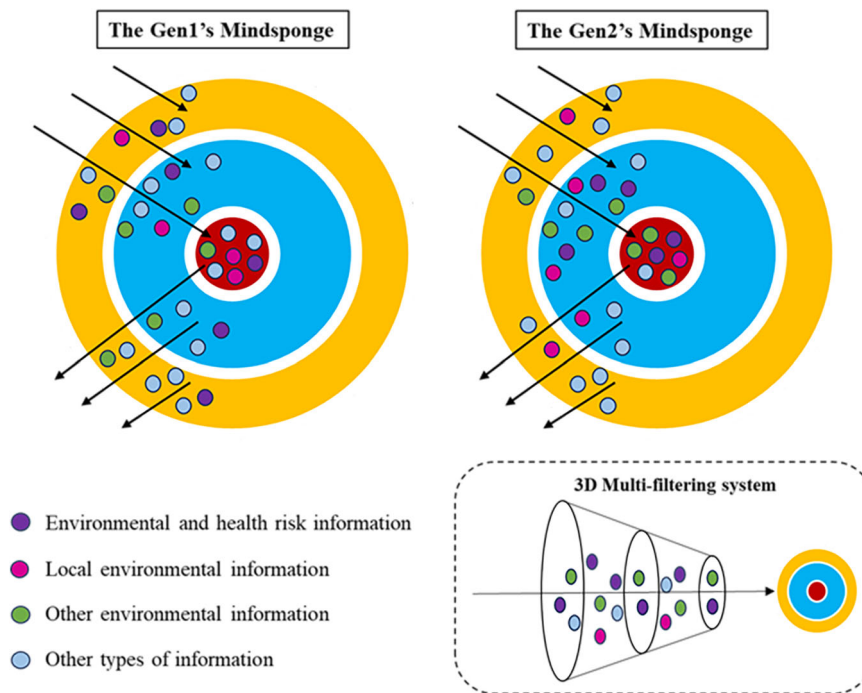 The Gen1's Mindsponge
The Gen2's Mindsponge
Environmental and health risk information
Local environmental information
Other environmental information
Other types of information
3D Multi-filtering system